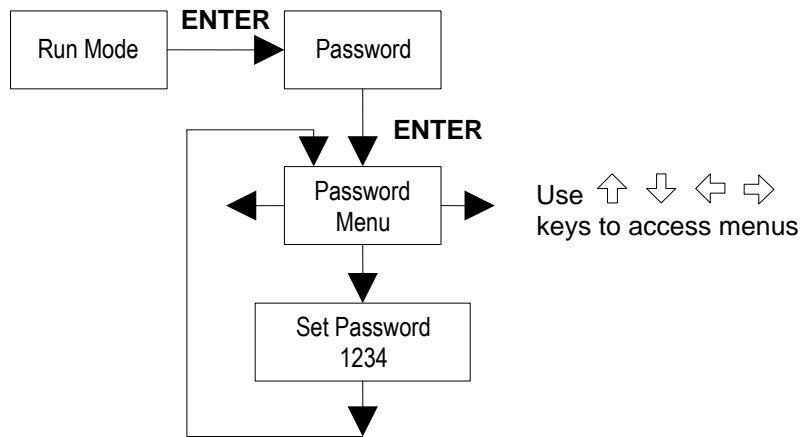 ENTER
Run Mode
Password
ENTER
Password
Menu
Use
keys to access menus
Set Password
1234